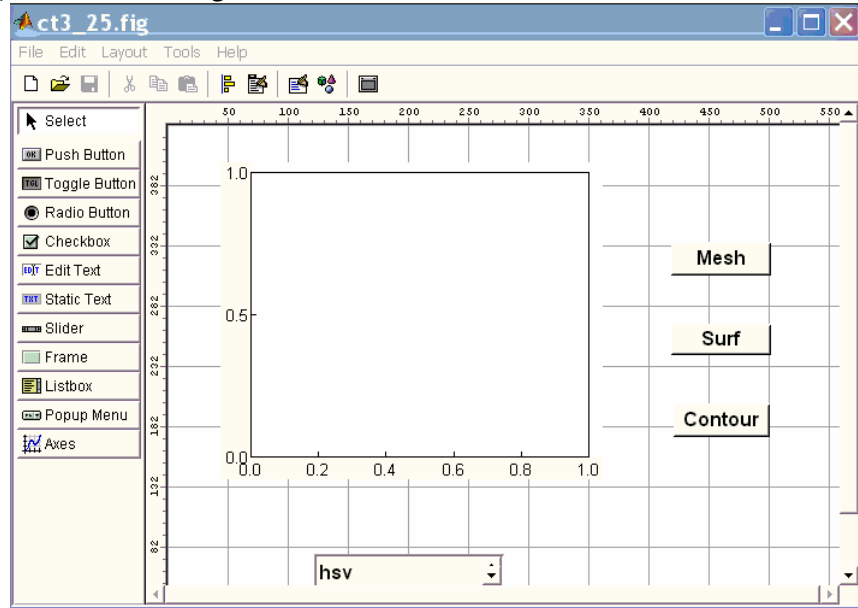 ct3_25.fig
File Edit Layout Tools Help
Select
Push Button
Toggle Button
Radio Button
Checkbox
Edit Text
Static Text
Slider
Frame
Listbox
Popup Menu
Axes
50 100 150 200 250 300 350 400 450 500 550
382
332
282
232
182
132
82
1.0
0.5
0.0
0.0 0.2 0.4 0.6 0.8 1.0
Mesh
Surf
Contour
hsv